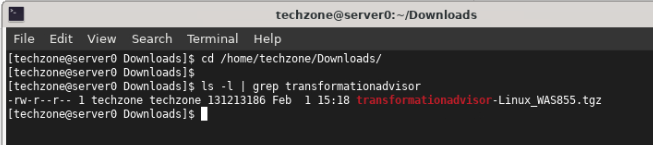 techzone@server0:~/Downloads
File Edit View Search Terminal Help
[techzone@server0 Downloads]$ cd /home/techzone/Downloads/
[techzone@server0 Downloads]$
[techzone@server0 Downloads]$ ls -l | grep transformationadvisor
-rw-r--r-- 1 techzone techzone 131213186 Feb  1 15:18 transformationadvisor-Linux_WAS855.tgz
[techzone@server0 Downloads]$